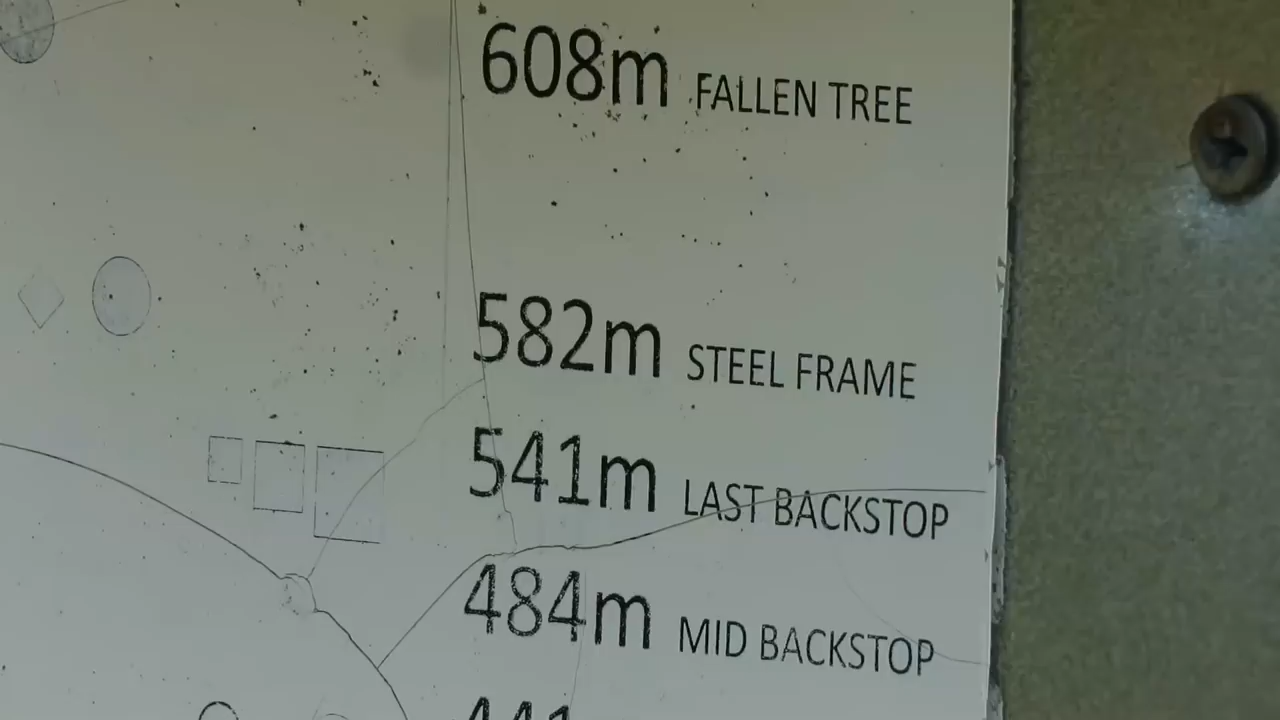 608m FALLEN TREE
582m STEEL FRAME
541m LAST BACKSTOP
484m MID BACKSTOP